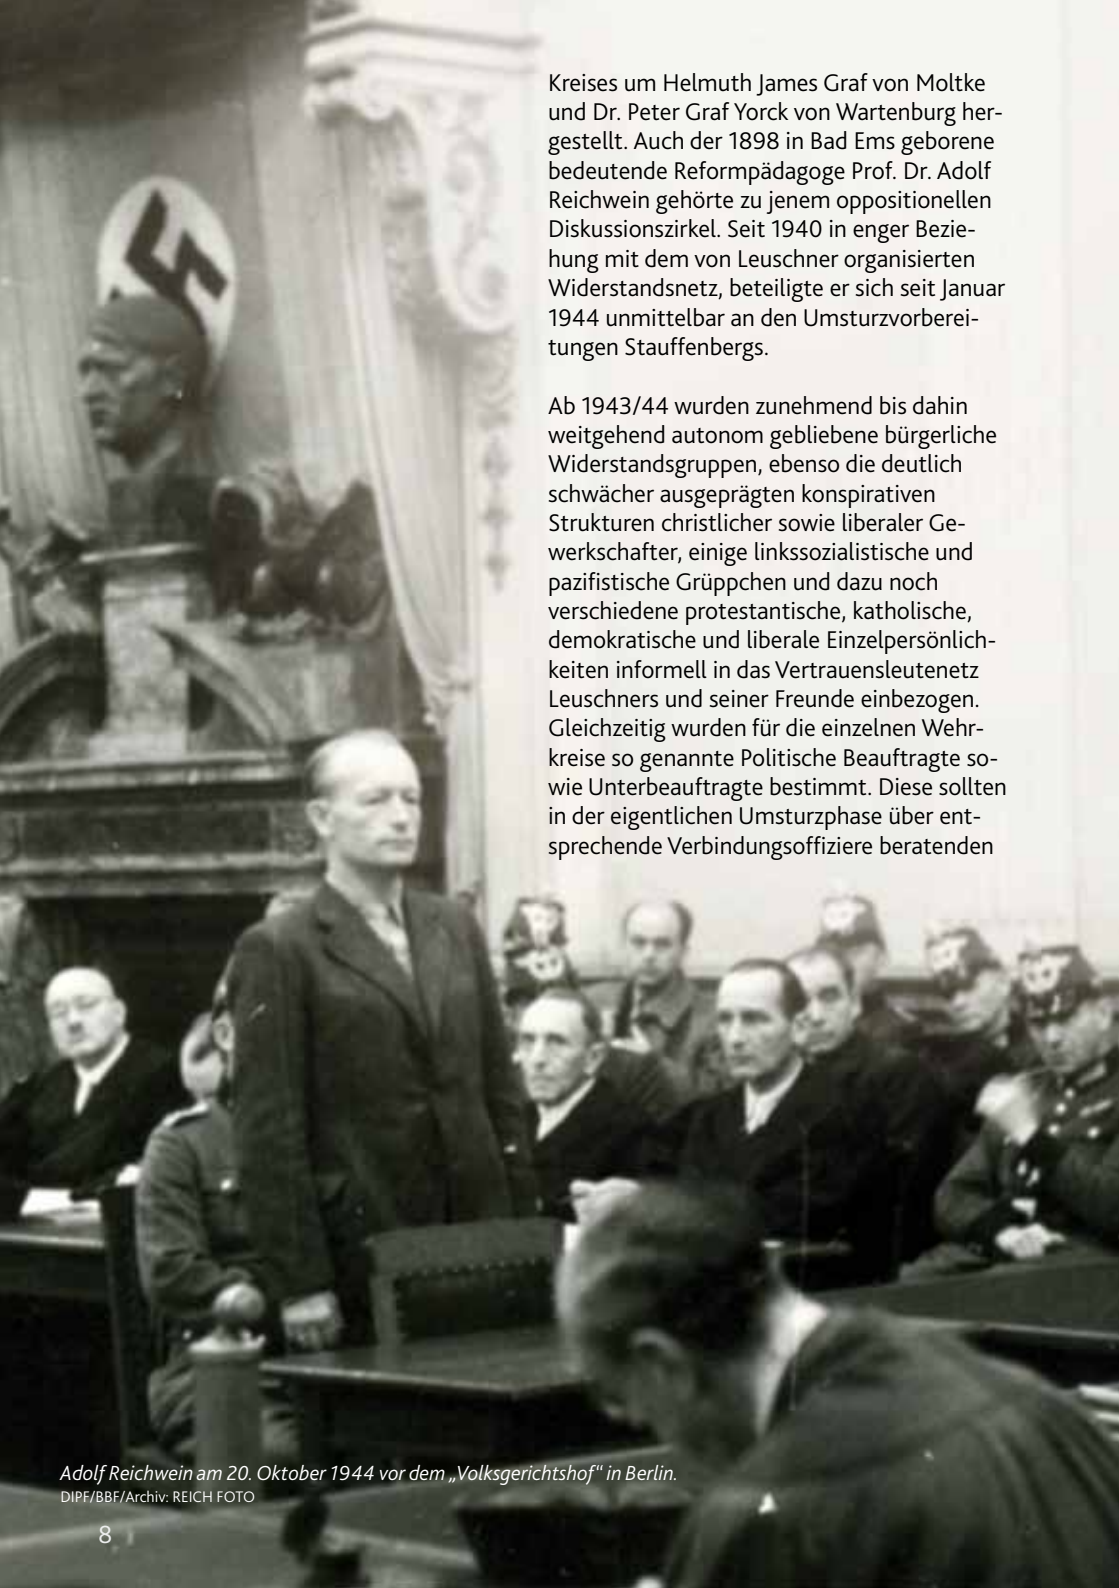 Kreises um Helmuth James Graf von Moltke
und Dr. Peter Graf Yorck von Wartenburg her-
gestellt. Auch der 1898 in Bad Ems geborene
bedeutende Reformpädagoge Prof. Dr. Adolf
Reichwein gehörte zu jenem oppositionellen
Diskussionszirkel. Seit 1940 in enger Bezie-
hung mit dem von Leuschner organisierten
Widerstandsnetz, beteiligte er sich seit Januar
1944 unmittelbar an den Umsturzvorberei-
tungen Stauffenbergs.

Ab 1943/44 wurden zunehmend bis dahin
weitgehend autonom gebliebene bürgerliche
Widerstandsgruppen, ebenso die deutlich
schwächer ausgeprägten konspirativen
Strukturen christlicher sowie liberaler Ge-
werkschafter, einige linkssozialistische und
pazifistische Grüppchen und dazu noch
verschiedene protestantische, katholische,
demokratische und liberale Einzelpersönlich-
keiten informell in das Vertrauensleutenetz
Leuschners und seiner Freunde einbezogen.
Gleichzeitig wurden für die einzelnen Wehr-
kreise so genannte Politische Beauftragte so-
wie Unterbeauftragte bestimmt. Diese sollten
in der eigentlichen Umsturzphase über ent-
sprechende Verbindungsoffiziere beratenden

Adolf Reichwein am 20. Oktober 1944 vor dem „Volksgerichtshof“ in Berlin.
DIPF/BBF/Archiv: REICH FOTO
8